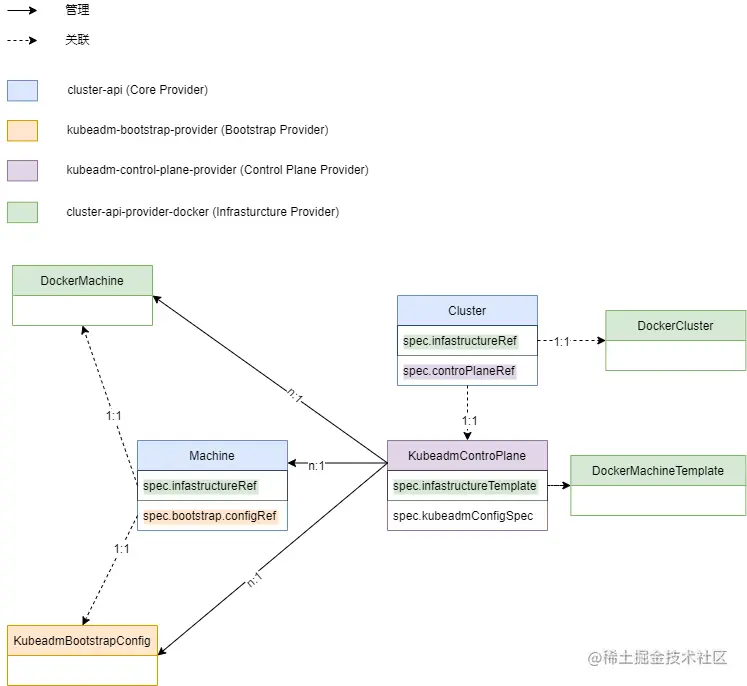 管理
关联
cluster-api (Core Provider)
kubeadm-bootstrap-provider (Bootstrap Provider)
kubeadm-control-plane-provider (Control Plane Provider)
cluster-api-provider-docker (Infrasturcture Provider)
DockerMachine
Cluster
spec.infastructureRef
spec.controPlaneRef
1:1
DockerCluster
n:1
1:1
1:1
Machine
spec.infastructureRef
spec.bootstrap.configRef
n:1
KubeadmControPlane
spec.infastructureTemplate
spec.kubeadmConfigSpec
DockerMachineTemplate
1:1
n:1
KubeadmBootstrapConfig
@稀土掘金技术社区